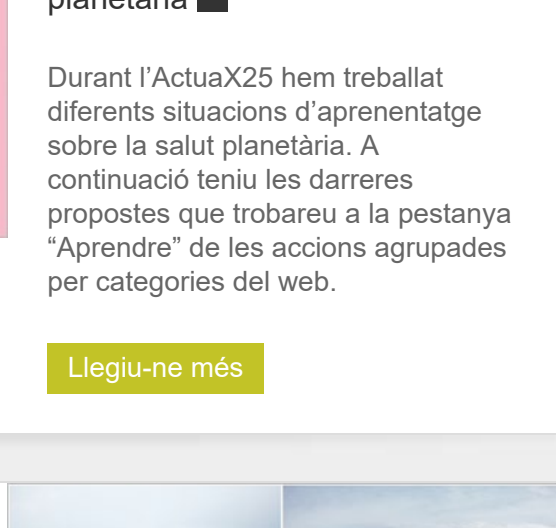 planetària
Durant l’ActuaX25 hem treballat
diferents situacions d’aprenentatge
sobre la salut planetària. A
continuació teniu les darreres
propostes que trobareu a la pestanya
“Aprendre” de les accions agrupades
per categories del web.
Llegiu-ne més